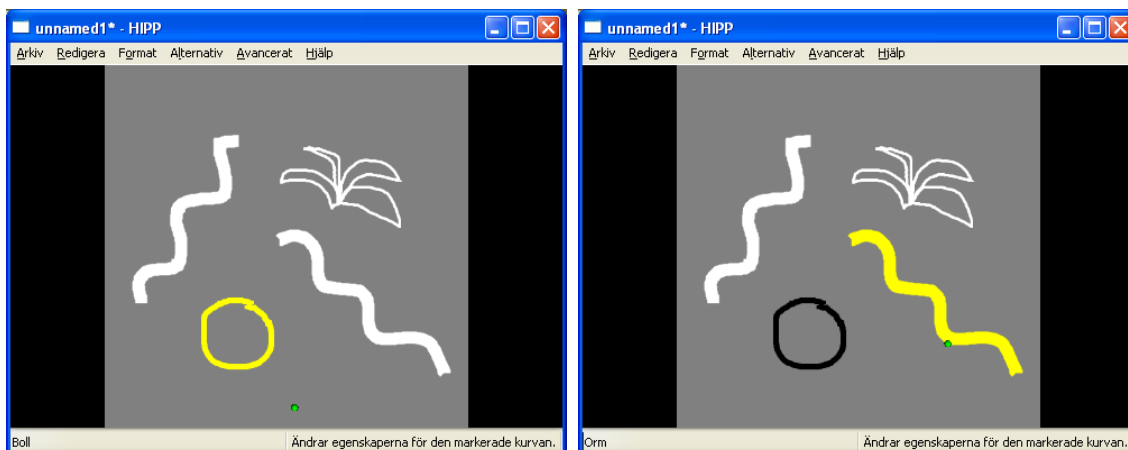 unnamed1* - HIPP
Arkiv Redigera Format Alternativ Avancerat Hjälp
Boll Ändrar egenskaperna för den markerade kurvan.
unnamed1* - HIPP
Arkiv Redigera Format Alternativ Avancerat Hjälp
Orm Ändrar egenskaperna för den markerade kurvan.